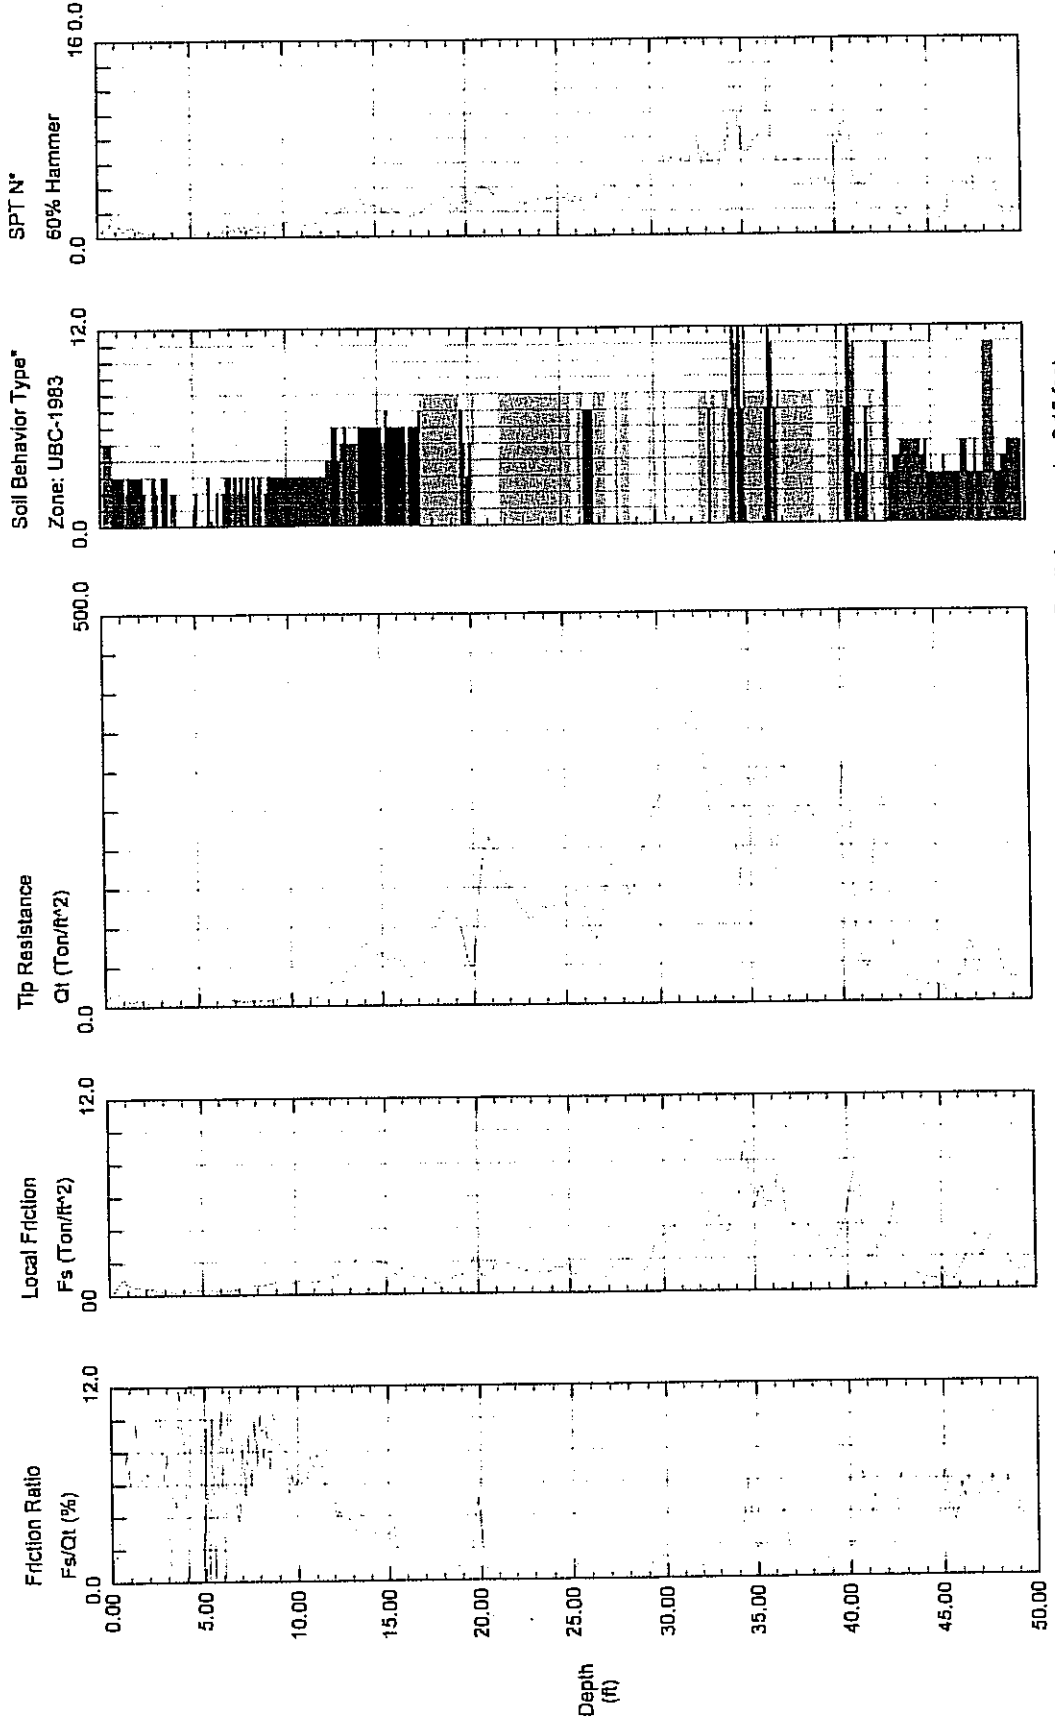 Friction Ratio
Fs/Qt (%)
0.0
12.0
Local Friction
Fs (Ton/ft^2)
00
12.0
Tip Resistance
Qt (Ton/ft^2)
0.0
500.0
Soil Behavior Type*
Zone: UBC-1983
0.0
12.0
SPT N*
60% Hammer
0.0
16 0.0
Depth
(ft)
0.00
5.00
10.00
15.00
20.00
25.00
30.00
35.00
40.00
45.00
50.00